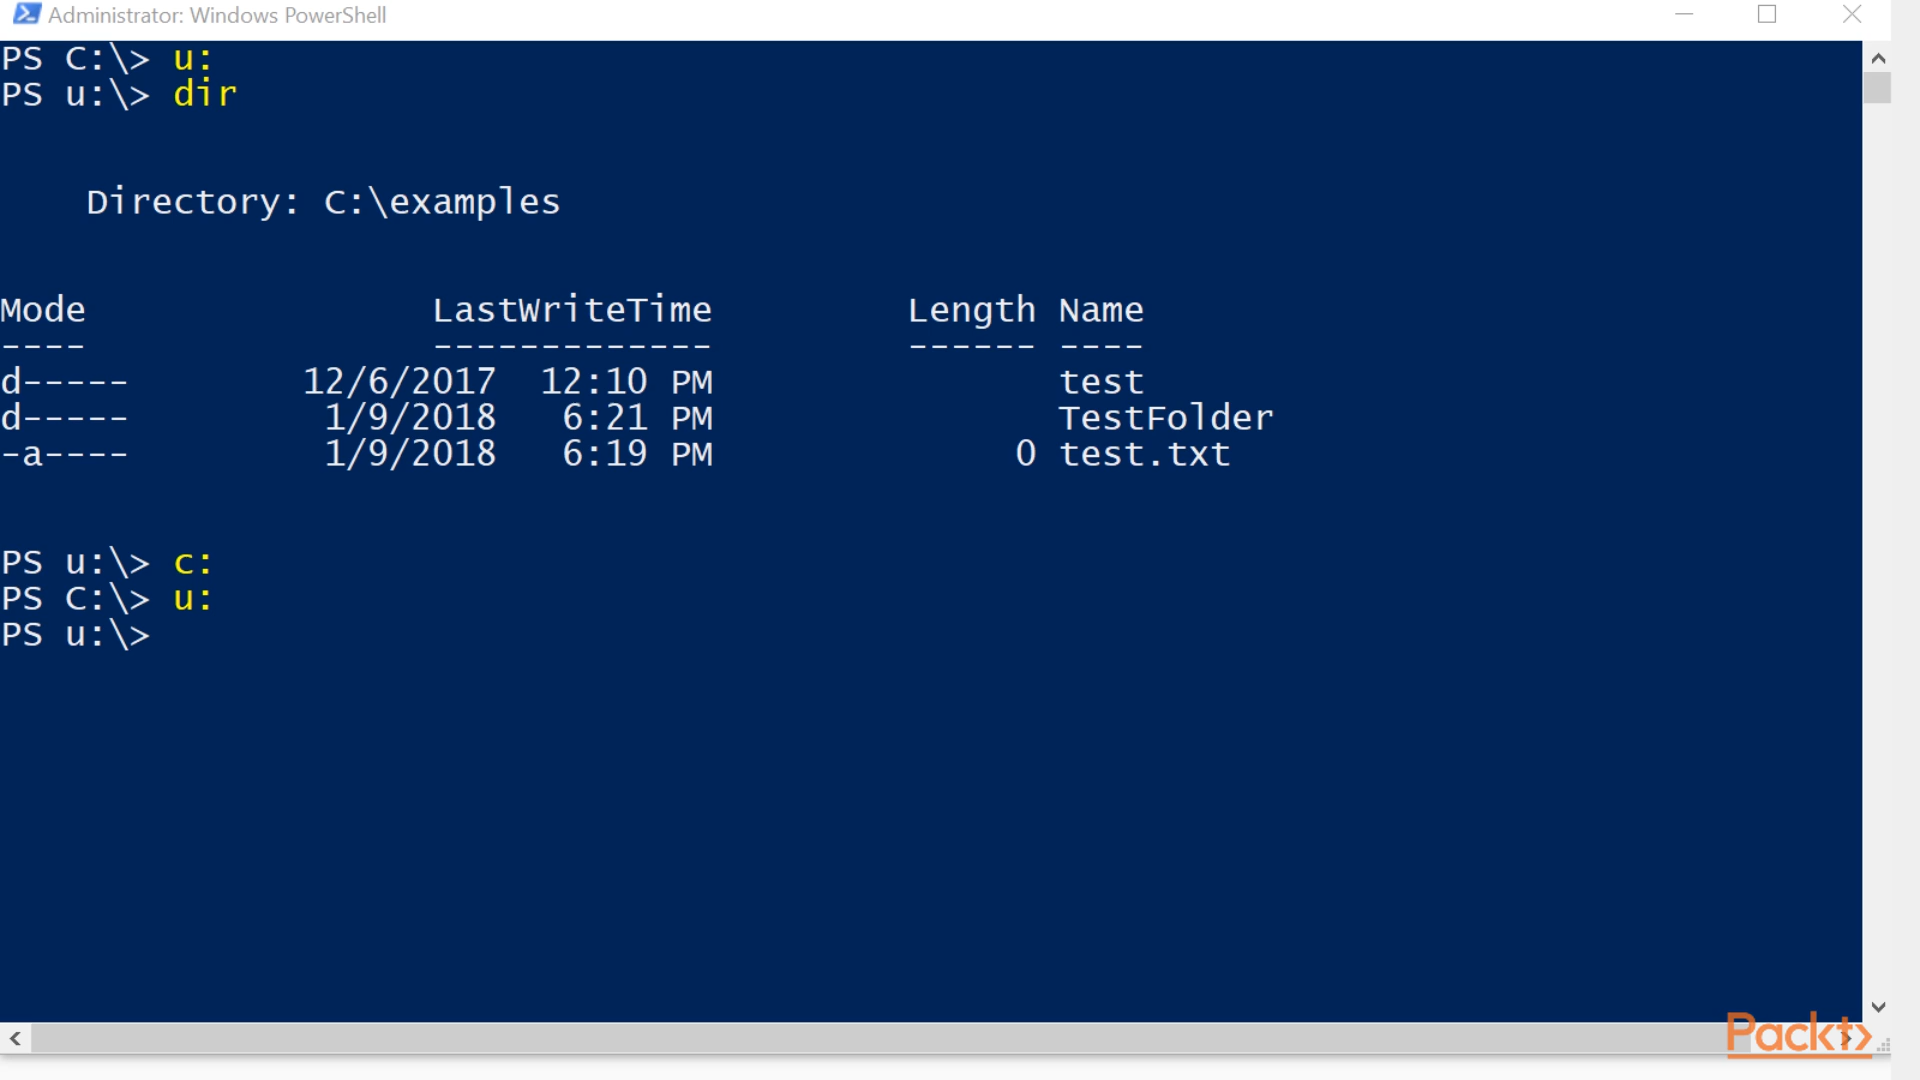 Administrator: Windows PowerShell
PS C:\> u:
PS u:\> dir
Directory: C:\examples
Mode LastWriteTime Length Name
---- ------------- ------ ----
d----- 12/6/2017 12:10 PM test
d----- 1/9/2018 6:21 PM TestFolder
-a---- 1/9/2018 6:19 PM 0 test.txt
PS u:\> c:
PS C:\> u:
PS u:\>
Packt>